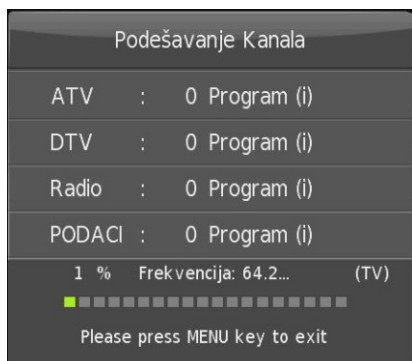 Podešavanje Kanala
ATV : 0 Program (i)
DTV : 0 Program (i)
Radio : 0 Program (i)
PODACI : 0 Program (i)
1 % Frekvencija: 64.2... (TV)
Please press MENU key to exit